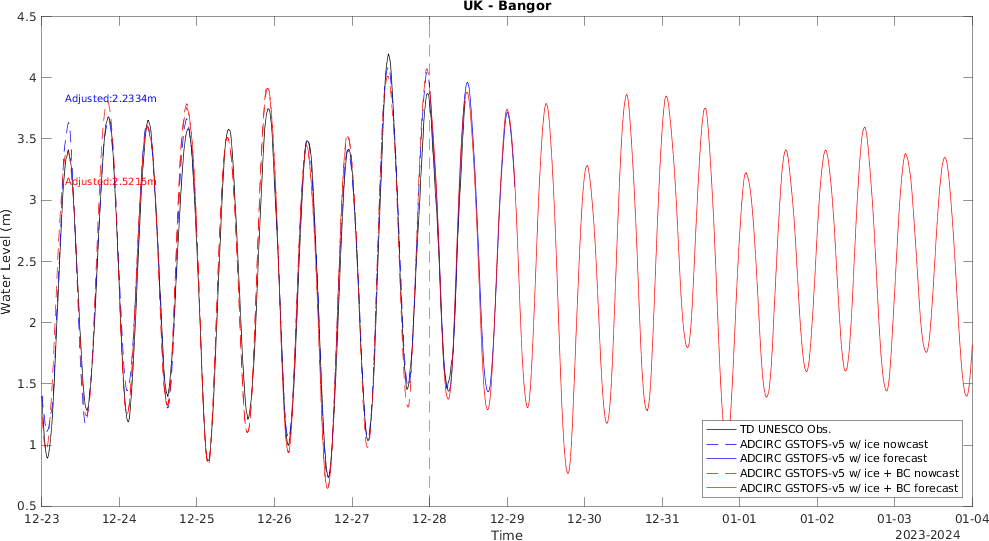 UK - Bangor
4.5
4
3.5
3
2.5
2
1.5
1
0.5
Water Level (m)
Adjusted:2.2334m
Adjusted:2.5215m
TD UNESCO Obs.
ADCIRC GSTOFS-v5 w/ ice nowcast
ADCIRC GSTOFS-v5 w/ ice forecast
ADCIRC GSTOFS-v5 w/ ice + BC nowcast
ADCIRC GSTOFS-v5 w/ ice + BC forecast
12-23 12-24 12-25 12-26 12-27 12-28 12-29 12-30 12-31 01-01 01-02 01-03 01-04
Time
2023-2024